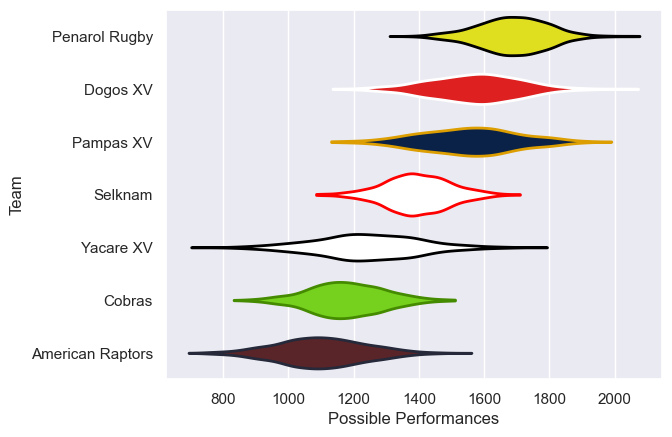 Penarol Rugby
Dogos XV
Pampas XV
Selknam
Yacare XV
Cobras
American Raptors
Team
800 1000 1200 1400 1600 1800 2000
Possible Performances